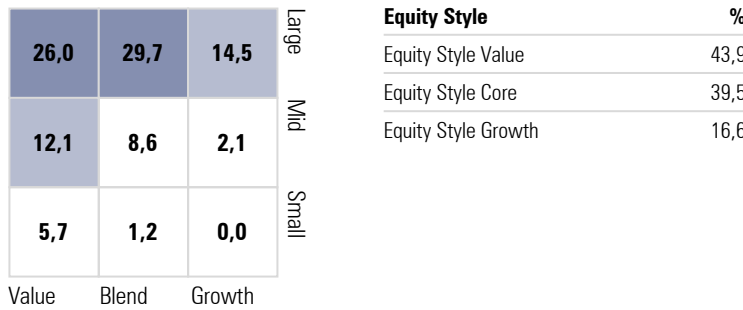 26,0 29,7 14,5 Large
12,1 8,6 2,1 Mid
5,7 1,2 0,0 Small
Value Blend Growth
Equity Style %
Equity Style Value 43,9
Equity Style Core 39,5
Equity Style Growth 16,6